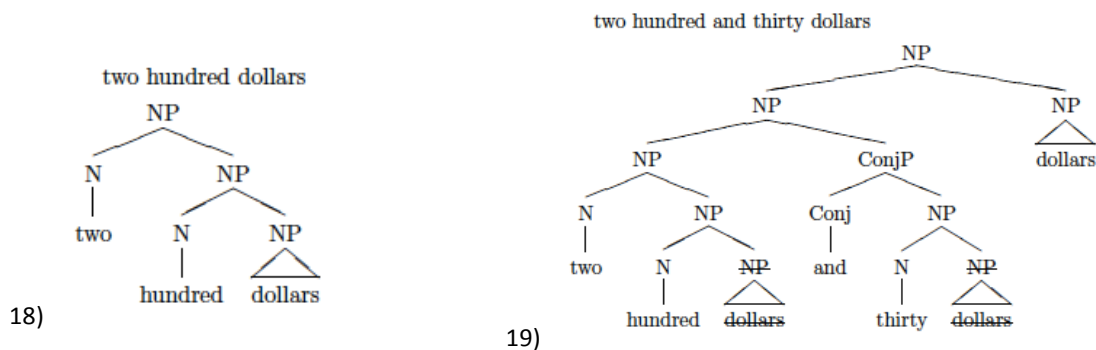 two hundred dollars
NP
N NP
two N NP
hundred dollars
18)
two hundred and thirty dollars
NP
NP NP
dollars
NP ConjP
N NP Conj NP
two N NP and N NP
hundred dollars thirty dollars
19)